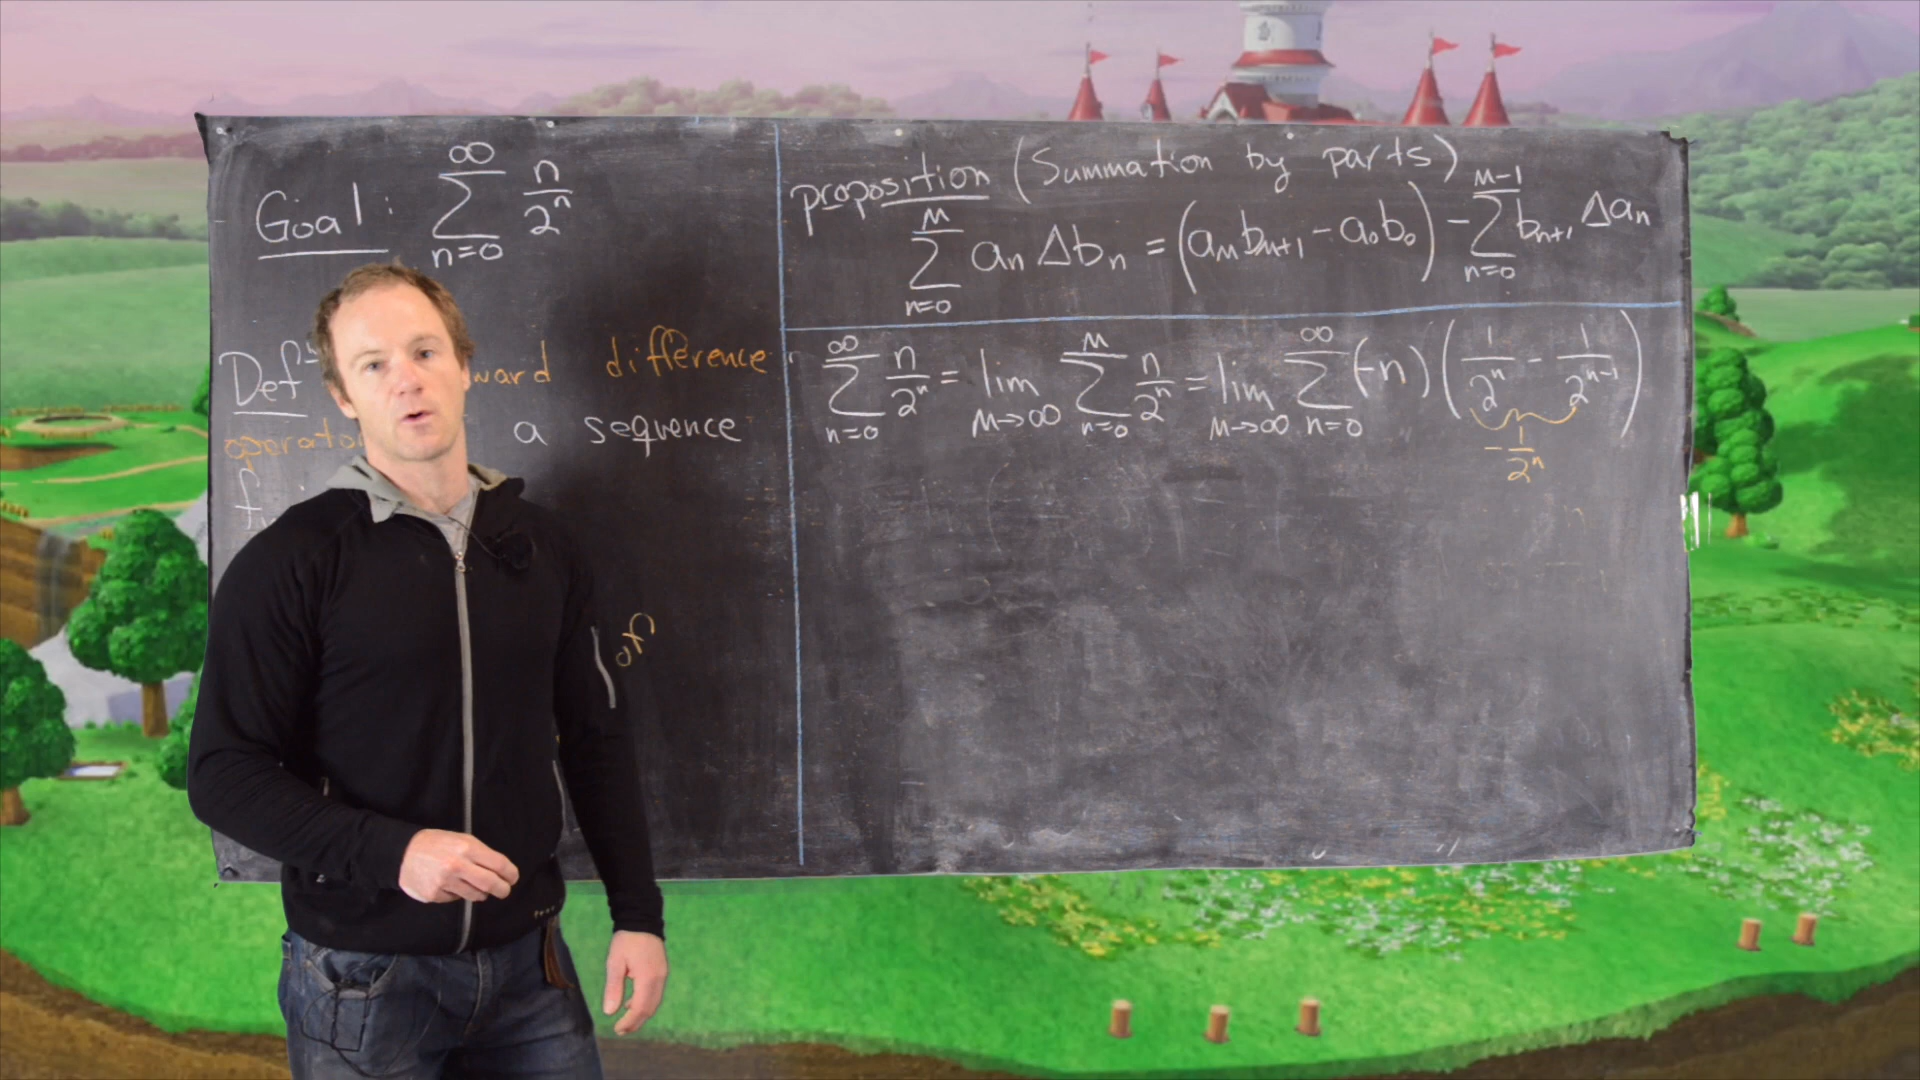 Goal: ∑_{n=0}^{∞} n/2^n
Def
ward difference
operator a sequence
proposition (Summation by parts)
∑_{n=0}^{M} a_n Δb_n = (a_M b_{M+1} - a_0 b_0) - ∑_{n=0}^{M-1} b_{n+1} Δa_n
∑_{n=0}^{∞} n/2^n = lim_{M→∞} ∑_{n=0}^{M} n/2^n = lim_{M→∞} ∑_{n=0}^{∞} (-n) (1/2^n - 1/2^{n-1})
-1/2^n